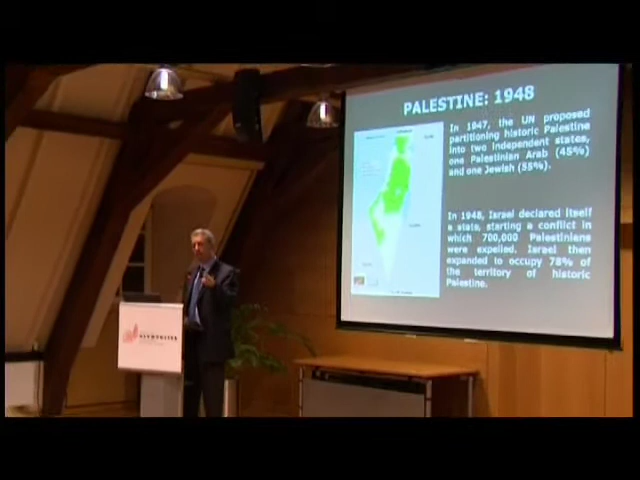 PALESTINE: 1948
In 1947, the UN proposed
partitioning historic Palestine
into two independent states,
one Palestinian Arab (45%)
and one Jewish (55%).
In 1948, Israel declared itself
a state, starting a conflict in
which 700,000 Palestinians
were expelled. Israel then
expanded to occupy 78% of
the territory of historic
Palestine.